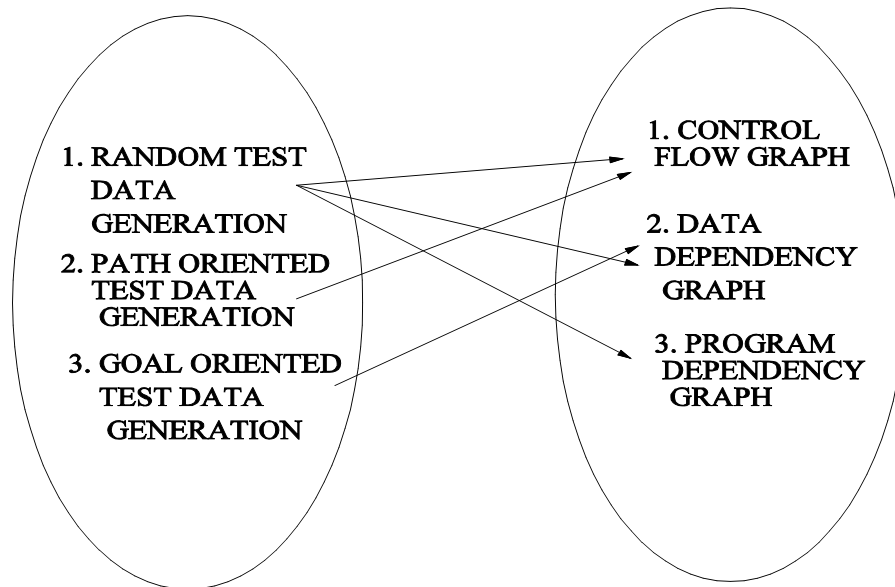 1. RANDOM TEST
DATA
GENERATION
2. PATH ORIENTED
TEST DATA
GENERATION
3. GOAL ORIENTED
TEST DATA
GENERATION
1. CONTROL
FLOW GRAPH
2. DATA
DEPENDENCY
GRAPH
3. PROGRAM
DEPENDENCY
GRAPH